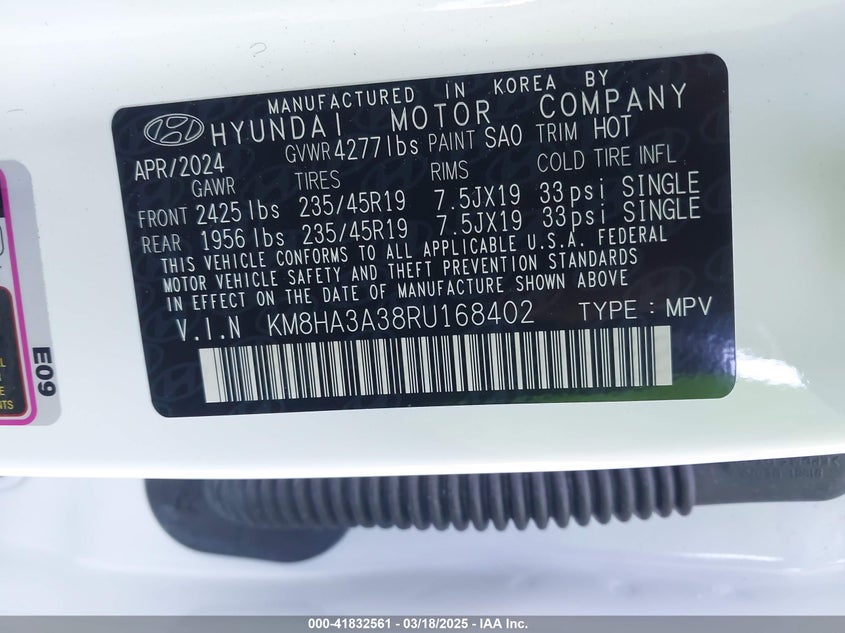 MANUFACTURED IN KOREA BY
HYUNDAI MOTOR COMPANY
APR/2024 GVWR 4277 lbs PAINT SAO TRIM HOT
GAWR TIRES RIMS COLD TIRE INFL
FRONT 2425 lbs 235/45R19 7.5JX19 33 psi SINGLE
REAR 1956 lbs 235/45R19 7.5JX19 33 psi SINGLE
THIS VEHICLE CONFORMS TO ALL APPLICABLE U.S.A. FEDERAL
MOTOR VEHICLE SAFETY AND THEFT PREVENTION STANDARDS
IN EFFECT ON THE DATE OF MANUFACTURE SHOWN ABOVE
V.I.N KM8HA3A38RU168402 TYPE : MPV
E09
000-41832561 - 03/18/2025 - IAA Inc.